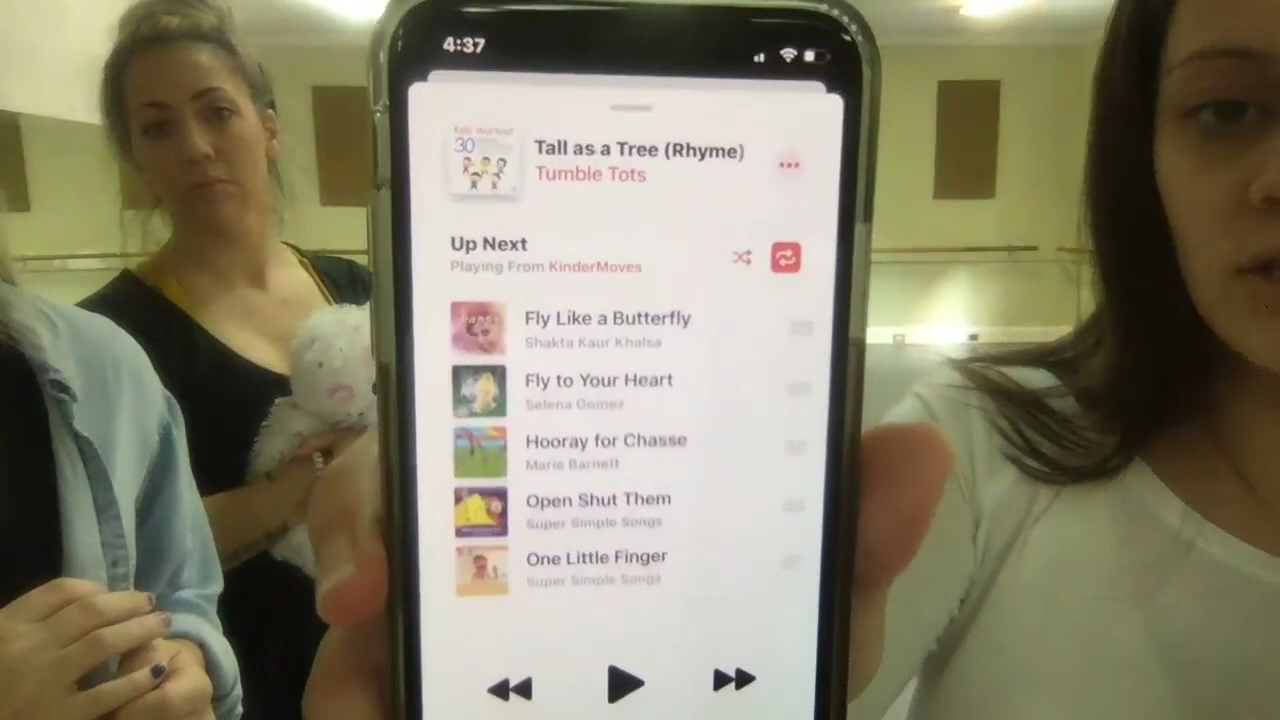 4:37
30
Tall as a Tree (Rhyme)
Tumble Tots
Up Next
Playing From KinderMoves
Fly Like a Butterfly
Shakta Kaur Khalsa
Fly to Your Heart
Selena Gomez
Hooray for Chasse
Marie Barnett
Open Shut Them
Super Simple Songs
One Little Finger
Super Simple Songs